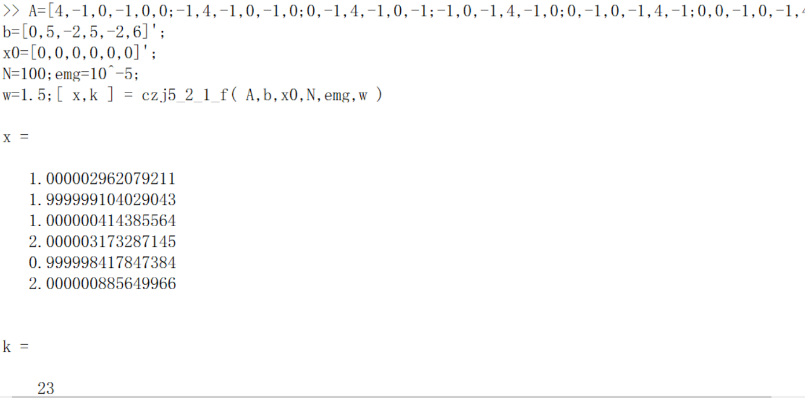 >> A=[4,-1,0,-1,0,0;-1,4,-1,0,-1,0;0,-1,4,-1,0,-1;-1,0,-1,4,-1,0;0,-1,0,-1,4,-1;0,0,-1,0,-1,
b=[0,5,-2,5,-2,6]';
x0=[0,0,0,0,0,0]';
N=100;emg=10^-5;
w=1.5;[ x,k ] = czj5_2_1_f( A,b,x0,N,emg,w )
x =
1.000002962079211
1.999999104029043
1.000000414385564
2.000003173287145
0.999998417847384
2.000000885649966
k =
23